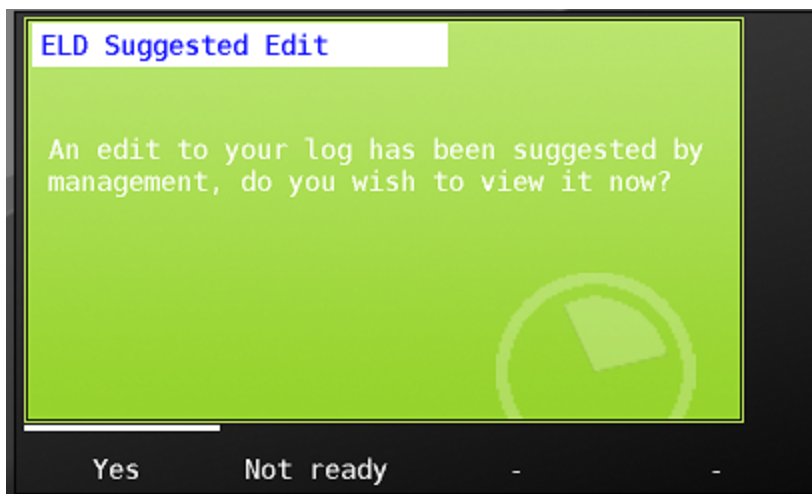 ELD Suggested Edit
An edit to your log has been suggested by
management, do you wish to view it now?
Yes Not ready - -